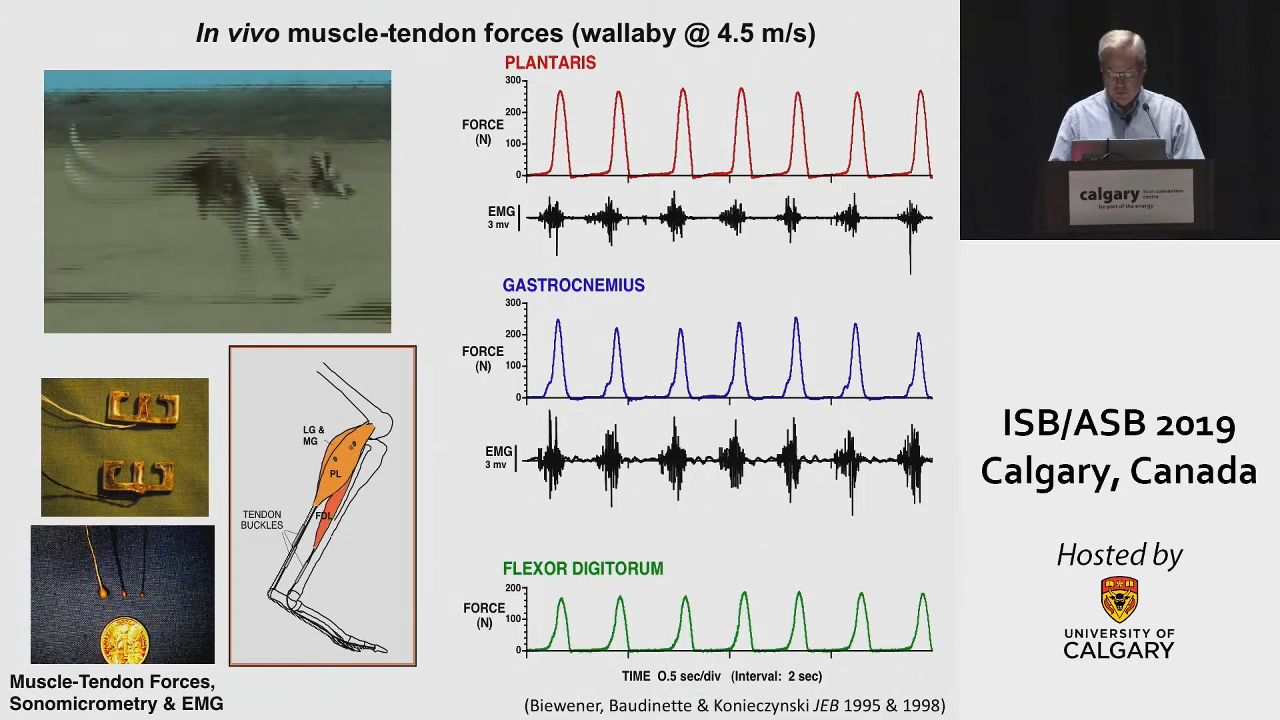 In vivo muscle-tendon forces (wallaby @ 4.5 m/s)
PLANTARIS
300
200
100
0
FORCE
(N)
EMG
3 mv
GASTROCNEMIUS
300
200
100
0
FORCE
(N)
EMG
3 mv
FLEXOR DIGITORUM
200
100
0
FORCE
(N)
TIME O.5 sec/div (Interval: 2 sec)
(Biewener, Baudinette & Konieczynski JEB 1995 & 1998)
LG &
MG
PL
FDL
TENDON
BUCKLES
Muscle-Tendon Forces,
Sonomicrometry & EMG
calgary
centre
be part of the energy
ISB/ASB 2019
Calgary, Canada
Hosted by
UNIVERSITY OF
CALGARY